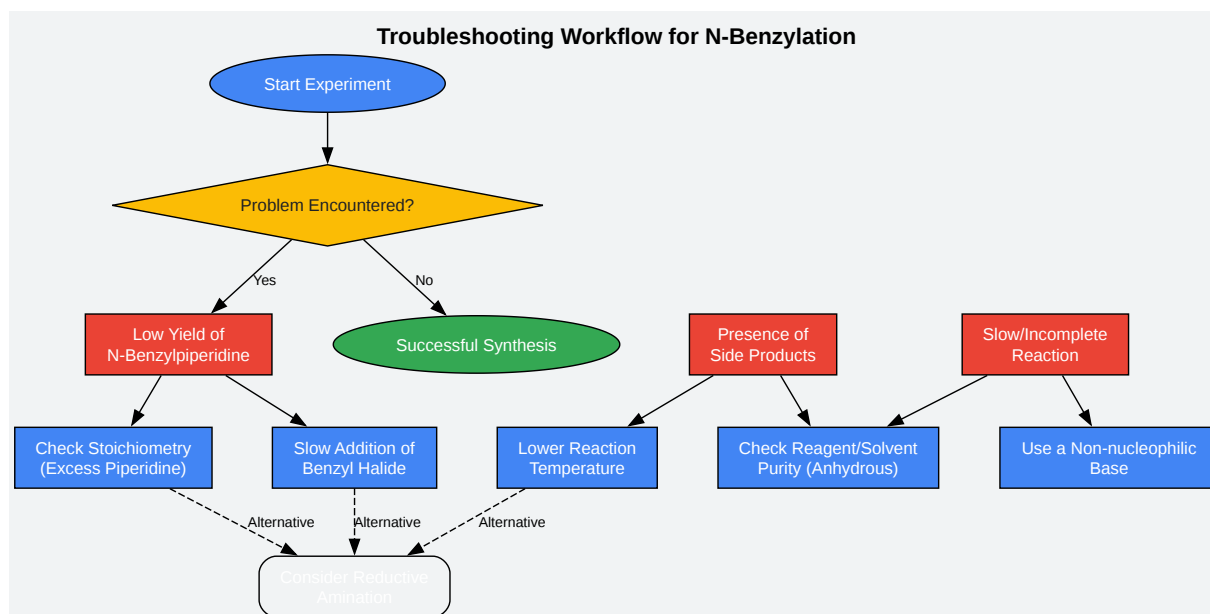 Troubleshooting Workflow for N-Benzylation
Start Experiment
Problem Encountered?
Yes
No
Low Yield of
N-Benzylpiperidine
Successful Synthesis
Presence of
Side Products
Slow/Incomplete
Reaction
Check Stoichiometry
(Excess Piperidine)
Slow Addition of
Benzyl Halide
Lower Reaction
Temperature
Check Reagent/Solvent
Purity (Anhydrous)
Use a Non-nucleophilic
Base
Alternative
Alternative
Alternative
Consider Reductive
Amination